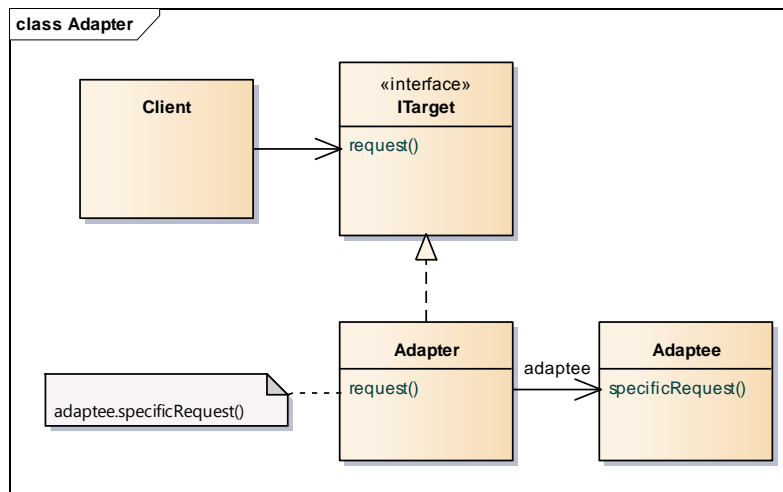 class Adapter
Client
«interface»
ITarget
request()
Adapter
request()
adaptee
Adaptee
specificRequest()
adaptee.specificRequest()